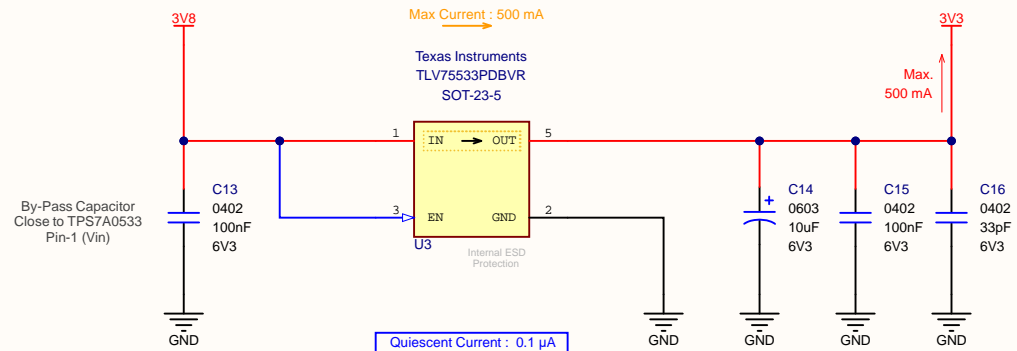 3V8
Max Current : 500 mA
3V3
Texas Instruments
TLV75533PDBVR
SOT-23-5
Max.
500 mA
1
IN
OUT
5
By-Pass Capacitor
Close to TPS7A0533
Pin-1 (Vin)
C13
0402
100nF
6V3
3
EN
GND
2
U3
Internal ESD
Protection
+
C14
0603
10uF
6V3
C15
0402
100nF
6V3
C16
0402
33pF
6V3
GND
GND
GND
GND
GND
Quiescent Current : 0.1 µA